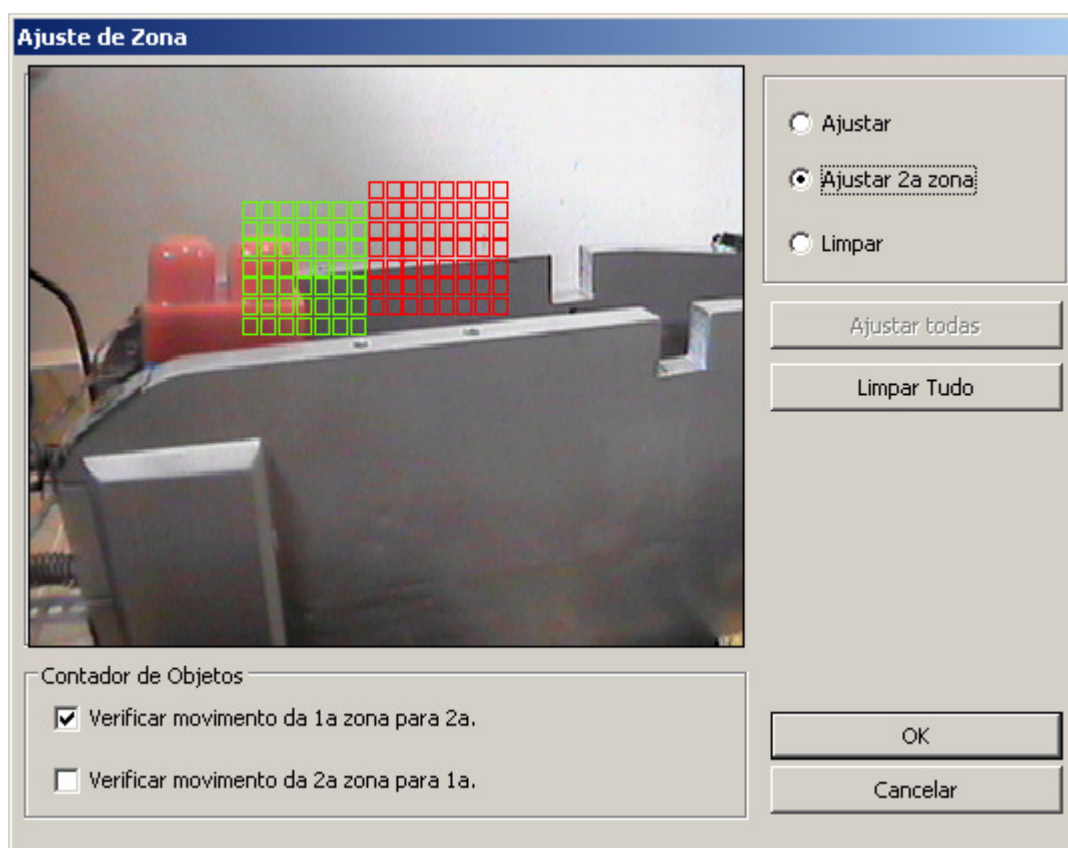 Ajuste de Zona
Ajustar
Ajustar 2a zona
Limpar
Ajustar todas
Limpar Tudo
Contador de Objetos
Verificar movimento da 1a zona para 2a.
Verificar movimento da 2a zona para 1a.
OK
Cancelar